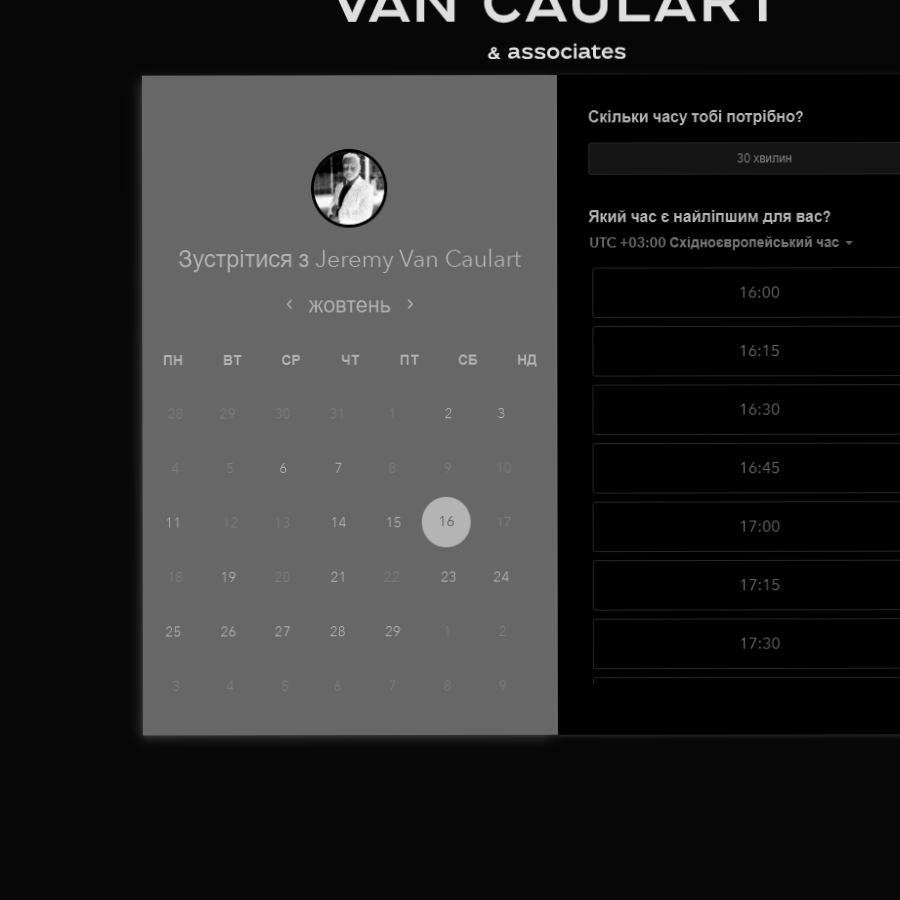 VAN CAULART
& associates
Зустрітися з Jeremy Van Caulart
жовтень
ПН ВТ СР ЧТ ПТ СБ НД
28 29 30 31 1 2 3
4 5 6 7 8 9 10
11 12 13 14 15 16 17
18 19 20 21 22 23 24
25 26 27 28 29 1 2
3 4 5 6 7 8 9
Скільки часу тобі потрібно?
30 хвилин
Який час є найліпшим для вас?
UTC +03:00 Східноєвропейський час
16:00
16:15
16:30
16:45
17:00
17:15
17:30